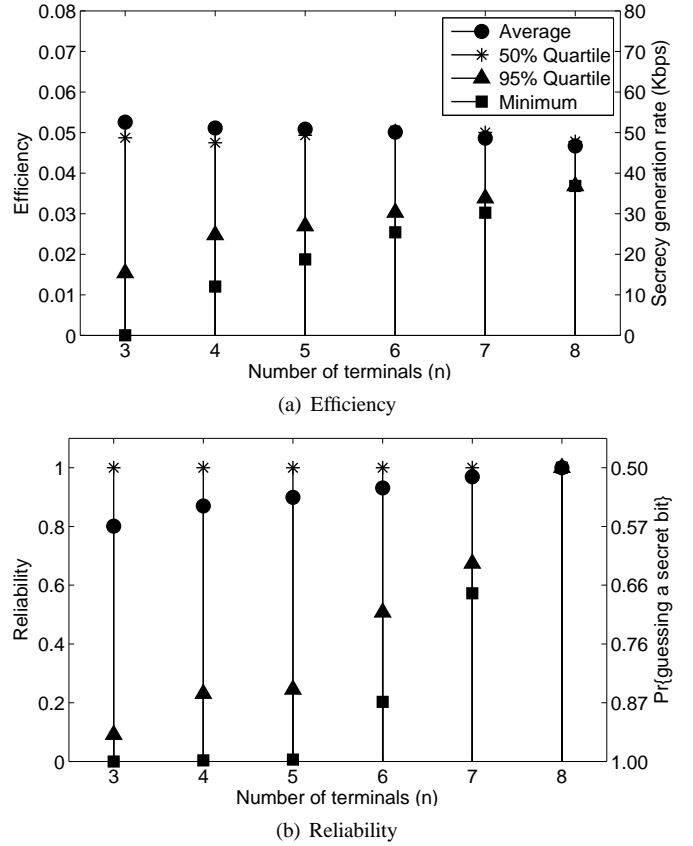 0.08
0.07
0.06
0.05
0.04
0.03
0.02
0.01
0
Efficiency
80
70
60
50
40
30
20
10
0
Secrecy generation rate (Kbps)
Average
50% Quartile
95% Quartile
Minimum
3 4 5 6 7 8
Number of terminals (n)
(a) Efficiency
1
0.8
0.6
0.4
0.2
0
Reliability
0.50
0.57
0.66
0.76
0.87
1.00
Pr{guessing a secret bit}
3 4 5 6 7 8
Number of terminals (n)
(b) Reliability